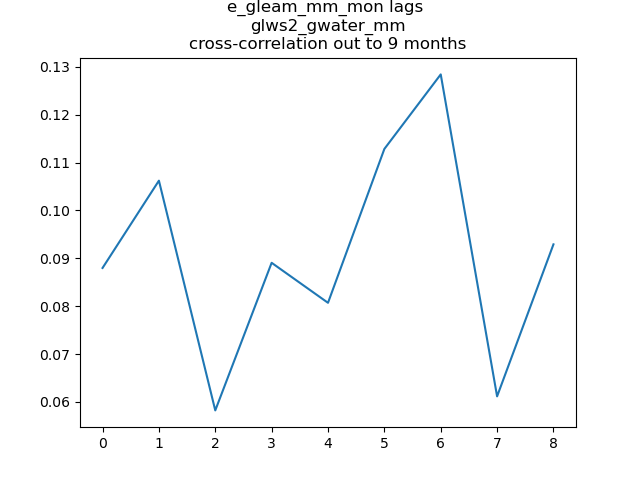 e_gleam_mm_mon lags
glws2_gwater_mm
cross-correlation out to 9 months
0.13
0.12
0.11
0.10
0.09
0.08
0.07
0.06
0 1 2 3 4 5 6 7 8